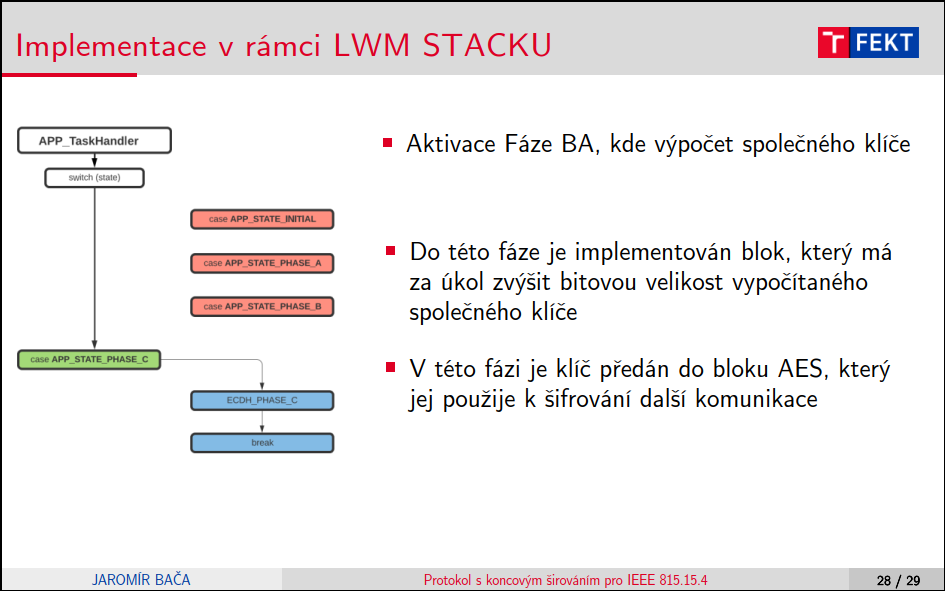 Implementace v rámci LWM STACKU
T FEKT
APP_TaskHandler
switch (state)
case APP_STATE_INITIAL
case APP_STATE_PHASE_A
case APP_STATE_PHASE_B
case APP_STATE_PHASE_C
ECDH_PHASE_C
break
Aktivace Fáze BA, kde výpočet společného klíče
Do této fáze je implementován blok, který má
za úkol zvýšit bitovou velikost vypočítaného
společného klíče
V této fázi je klíč předán do bloku AES, který
jej použije k šifrování další komunikace
JAROMÍR BAČA
Protokol s koncovým širováním pro IEEE 815.15.4
28 / 29